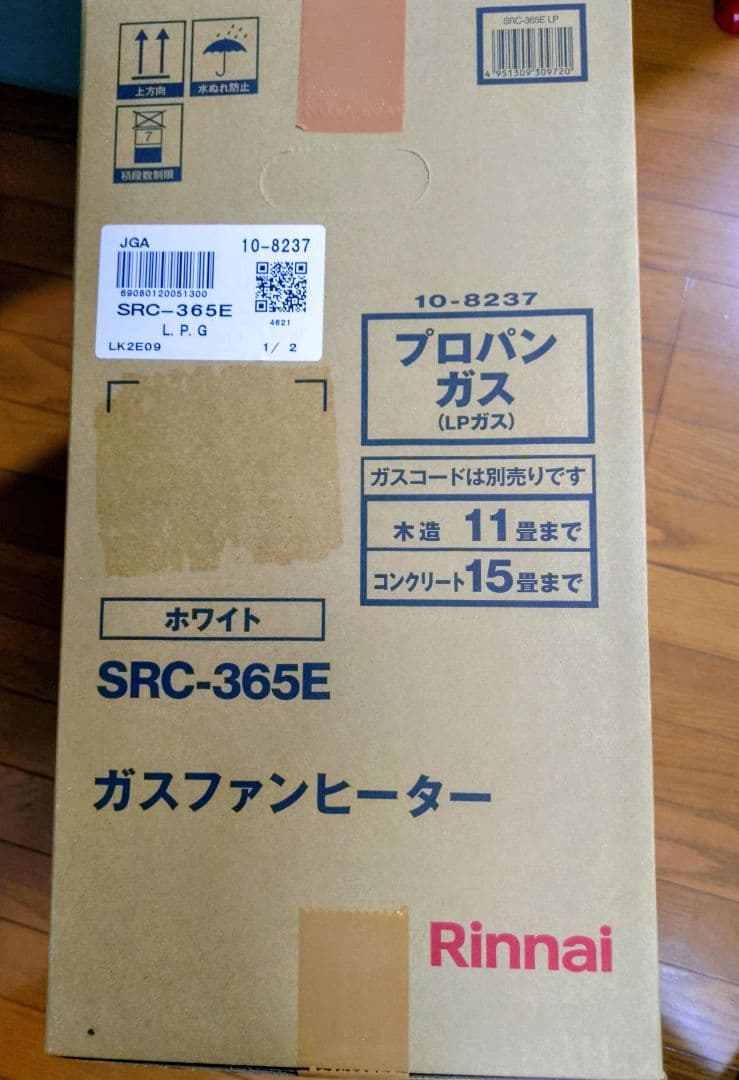 上方向
水ぬれ防止
SRC-365E LP
4 951309 309720
7
積段数制限
JGA
10-8237
69080120051300
SRC-365E
4621
L.P.G
LK2E09
1/ 2
10-8237
プロパン
ガス
(LPガス)
ガスコードは別売りです
木造 11畳まで
コンクリート15畳まで
ホワイト
SRC-365E
ガスファンヒーター
Rinnai